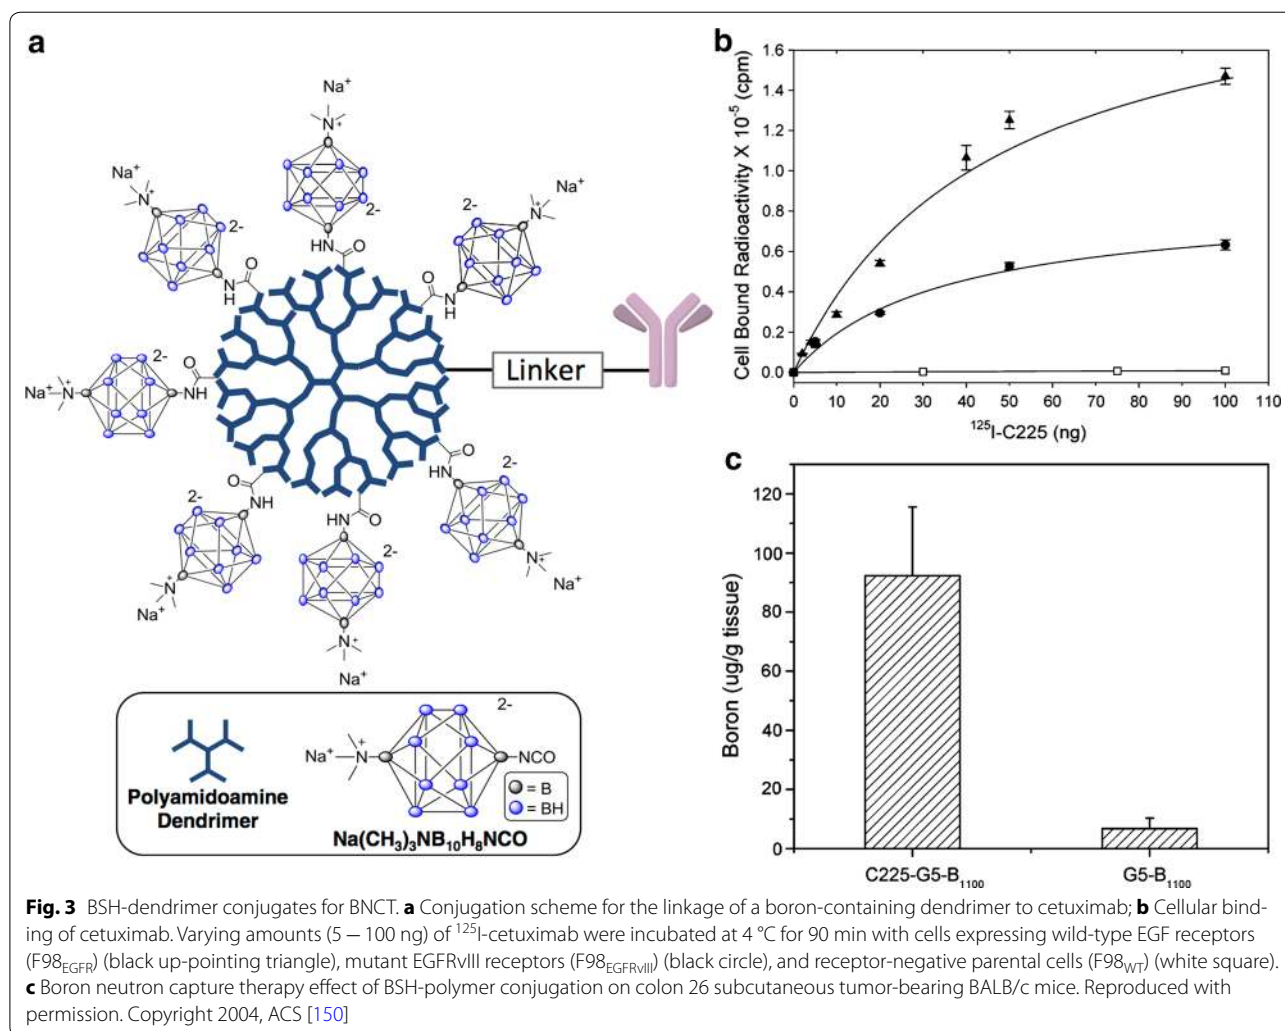 a
Na⁺
N⁺
2-
HN
O
Na⁺
N⁺
2-
NH
O
Na⁺
N⁺
2-
O
NH
Na⁺
N⁺
2-
O
NH
Linker
2-
O
NH
N⁺
Na⁺
2-
NH
O
N⁺
Na⁺
O
HN
2-
N⁺
Na⁺
2-
Na⁺
N⁺
NCO
= B
= BH
Polyamidoamine
Dendrimer
Na(CH₃)₃NB₁₀H₈NCO
b
Cell Bound Radioactivity X 10⁻⁵ (cpm)
1.6
1.4
1.2
1.0
0.8
0.6
0.4
0.2
0.0
0 10 20 30 40 50 60 70 80 90 100 110
¹²⁵I-C225 (ng)
c
Boron (ug/g tissue)
120
100
80
60
40
20
0
C225-G5-B₁₁₀₀ G5-B₁₁₀₀
Fig. 3 BSH-dendrimer conjugates for BNCT. a Conjugation scheme for the linkage of a boron-containing dendrimer to cetuximab; b Cellular bind-
ing of cetuximab. Varying amounts (5 — 100 ng) of ¹²⁵I-cetuximab were incubated at 4 °C for 90 min with cells expressing wild-type EGF receptors
(F98EGFR) (black up-pointing triangle), mutant EGFRvIII receptors (F98EGFRvIII) (black circle), and receptor-negative parental cells (F98WT) (white square).
c Boron neutron capture therapy effect of BSH-polymer conjugation on colon 26 subcutaneous tumor-bearing BALB/c mice. Reproduced with
permission. Copyright 2004, ACS [150]